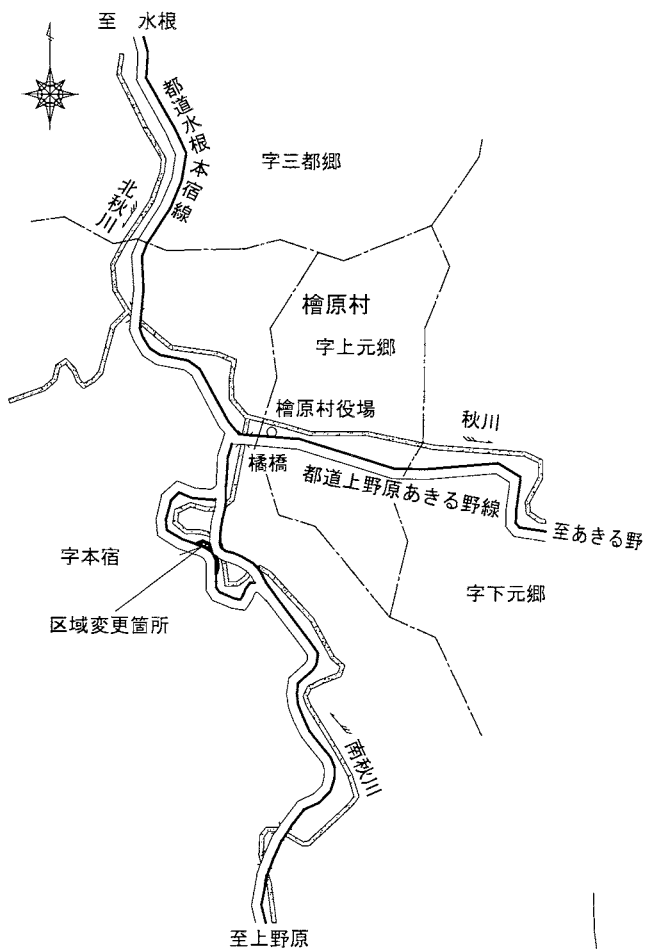 至 水根
都道水根本宿線
北秋川
字三都郷
檜原村
字上元郷
檜原村役場
秋川
橘橋
都道上野原あきる野線
至あきる野
字本宿
字下元郷
区域変更箇所
南秋川
至上野原